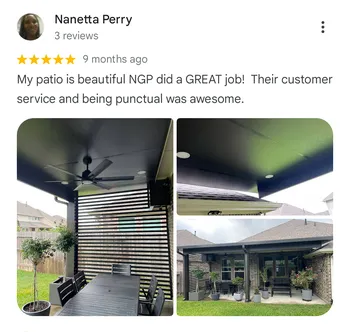 Nanetta Perry
3 reviews
9 months ago
My patio is beautiful NGP did a GREAT job!  Their customer
service and being punctual was awesome.